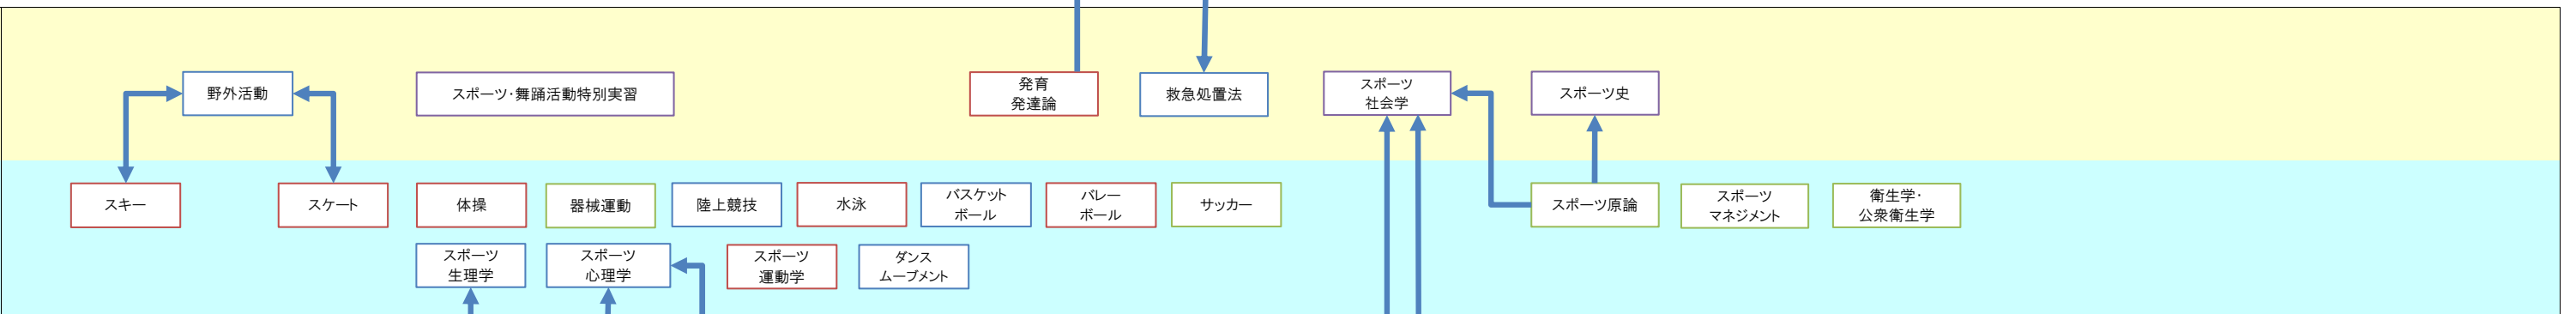 野外活動
スポーツ・舞踊活動特別実習
発育
発達論
救急処置法
スポーツ
社会学
スポーツ史
スキー
スケート
体操
器械運動
陸上競技
水泳
バスケット
ボール
バレー
ボール
サッカー
スポーツ原論
スポーツ
マネジメント
衛生学・
公衆衛生学
スポーツ
生理学
スポーツ
心理学
スポーツ
運動学
ダンス
ムーブメント